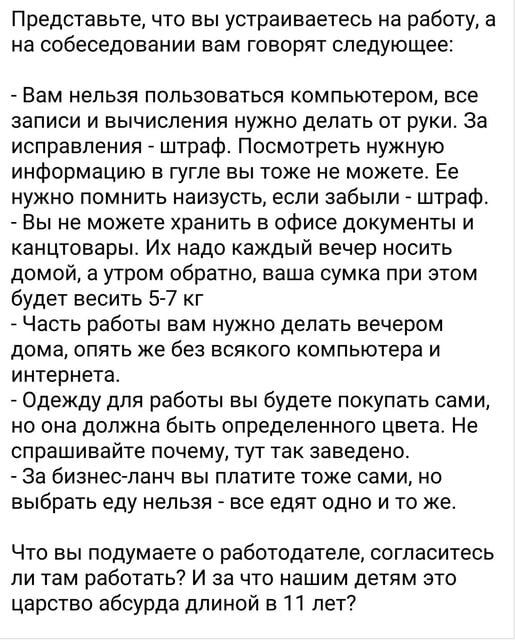 Представьте, что вы устраиваетесь на работу, а
на собеседовании вам говорят следующее:
- Вам нельзя пользоваться компьютером, все
записи и вычисления нужно делать от руки. За
исправления - штраф. Посмотреть нужную
информацию в гугле вы тоже не можете. Ее
нужно помнить наизусть, если забыли - штраф.
- Вы не можете хранить в офисе документы и
канцтовары. Их надо каждый вечер носить
домой, а утром обратно, ваша сумка при этом
будет весить 5-7 кг
- Часть работы вам нужно делать вечером
дома, опять же без всякого компьютера и
интернета.
- Одежду для работы вы будете покупать сами,
но она должна быть определенного цвета. Не
спрашивайте почему, тут так заведено.
- За бизнес-ланч вы платите тоже сами, но
выбрать еду нельзя - все едят одно и то же.
Что вы подумаете о работодателе, согласитесь
ли там работать? И за что нашим детям это
царство абсурда длиной в 11 лет?